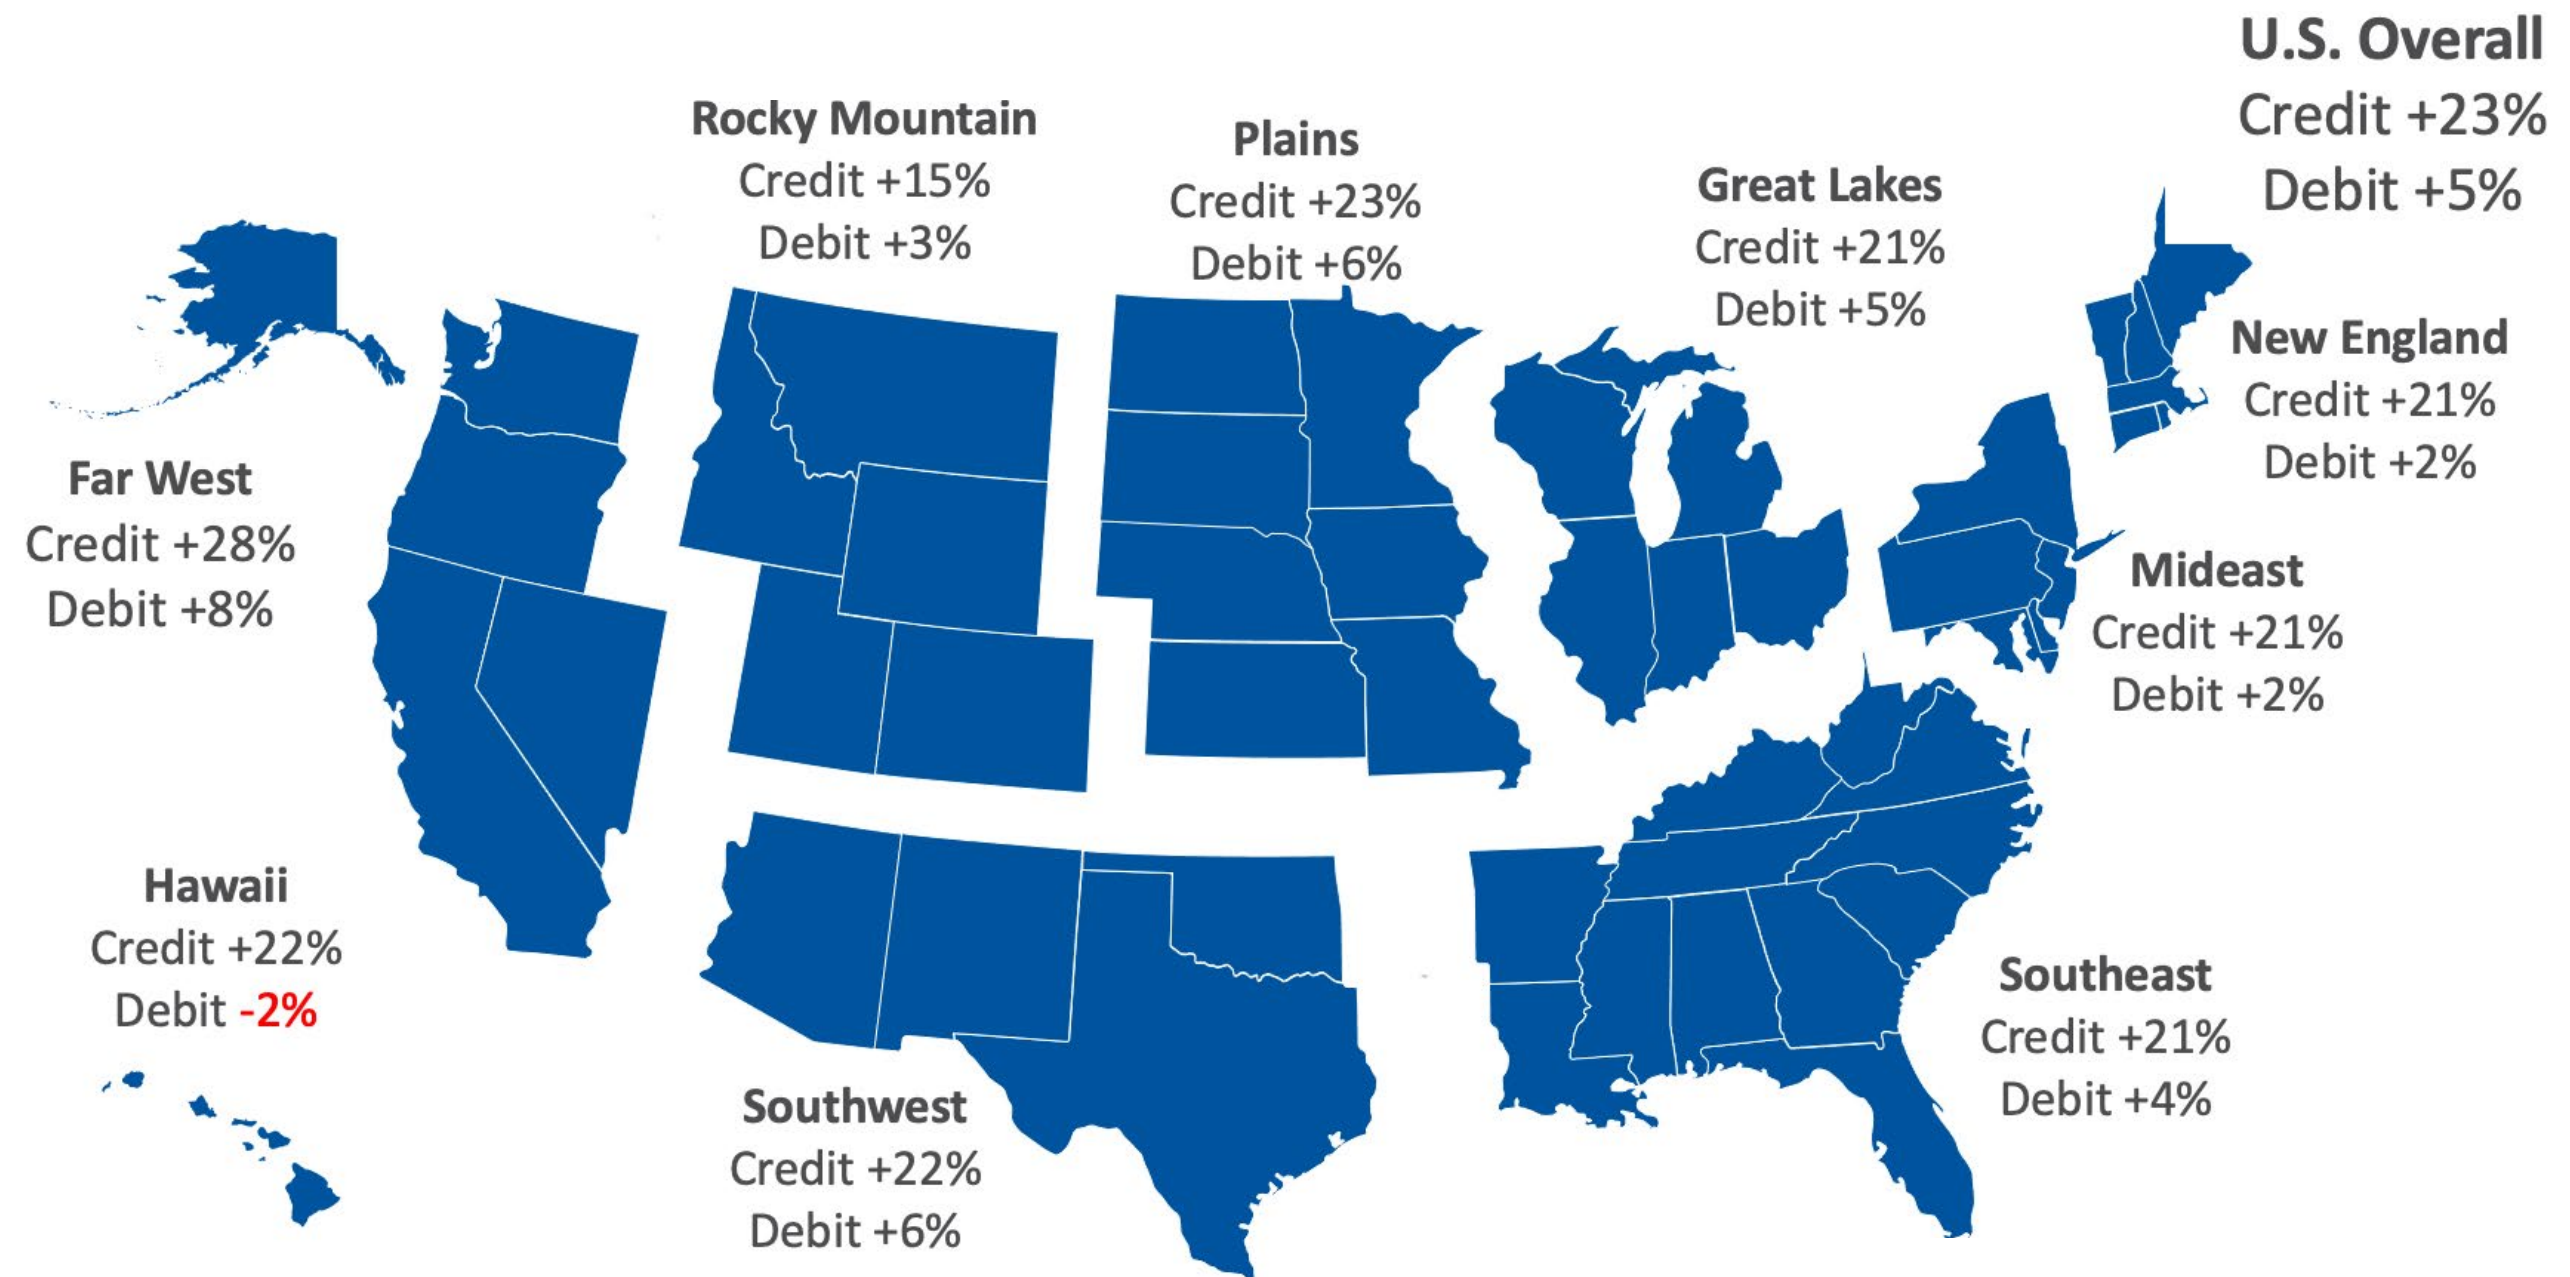 U.S. Overall
Credit +23%
Debit +5%
Rocky Mountain
Credit +15%
Debit +3%
Plains
Credit +23%
Debit +6%
Great Lakes
Credit +21%
Debit +5%
New England
Credit +21%
Debit +2%
Far West
Credit +28%
Debit +8%
Mideast
Credit +21%
Debit +2%
Hawaii
Credit +22%
Debit -2%
Southwest
Credit +22%
Debit +6%
Southeast
Credit +21%
Debit +4%